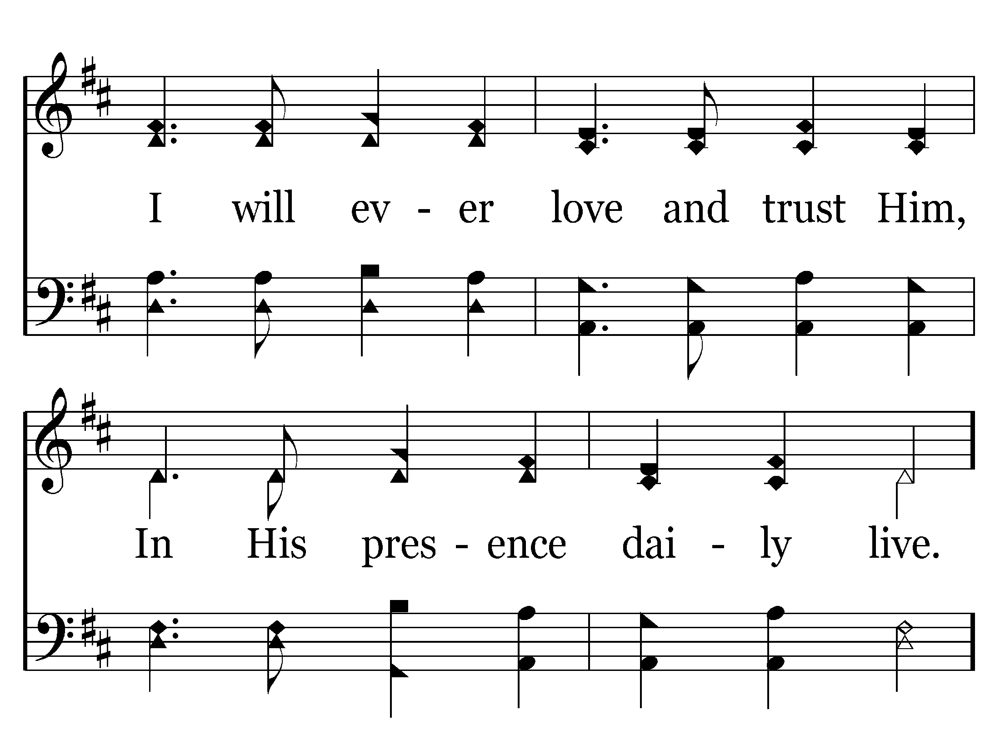 I will ev - er love and trust Him,
In His pres - ence dai - ly live.